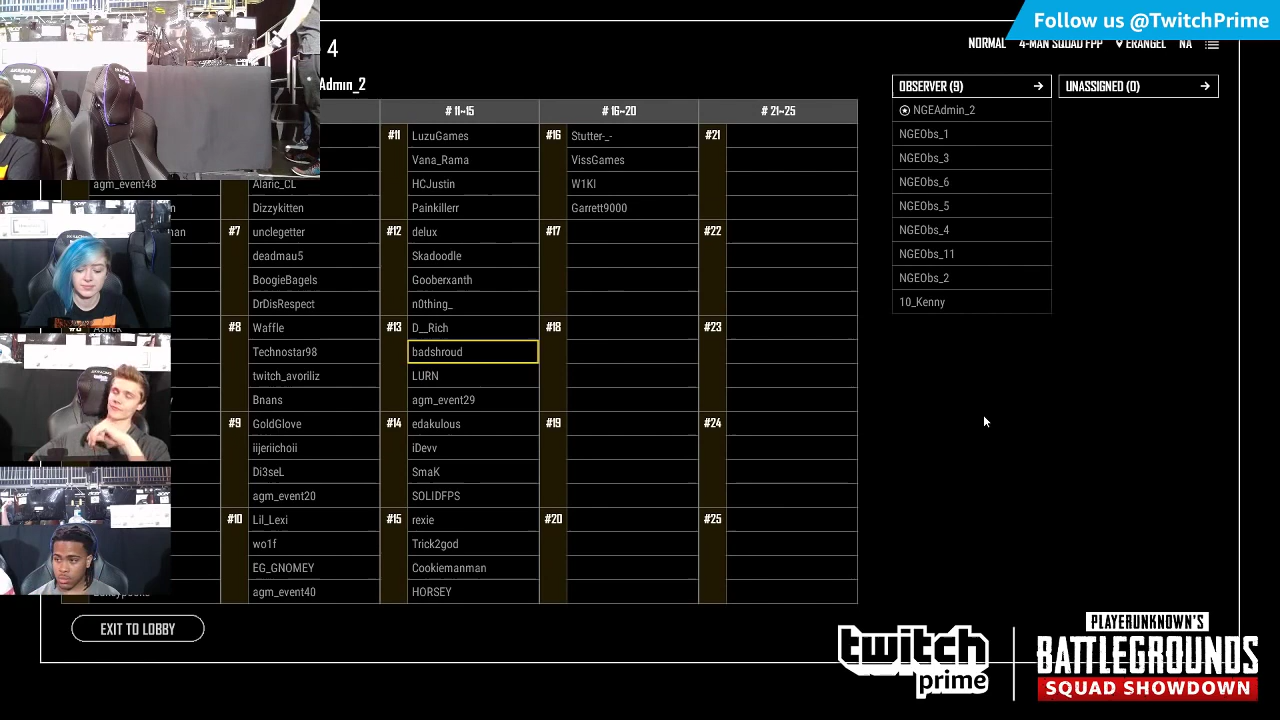 Follow us @TwitchPrime
4
NORMAL 4-MAN SQUAD FPP ERANGEL NA
Admin_2
OBSERVER (9)
UNASSIGNED (0)
# 11~15
# 16~20
# 21~25
agm_event48
Alaric_CL
Dizzykitten
#7 unclegetter
deadmau5
BoogieBagels
DrDisRespect
#8 Waffle
Technostar98
twitch_avoriliz
Bnans
#9 GoldGlove
iijeriichoii
Di3seL
agm_event20
#10 Lil_Lexi
wo1f
EG_GNOMEY
agm_event40
#11 LuzuGames
Vana_Rama
HCJustin
Painkillerr
#12 delux
Skadoodle
Gooberxanth
n0thing_
#13 D__Rich
badshroud
LURN
agm_event29
#14 edakulous
iDevv
SmaK
SOLIDFPS
#15 rexie
Trick2god
Cookiemanman
HORSEY
#16 Stutter-_-
VissGames
W1Kl
Garrett9000
#17
#18
#19
#20
#21
#22
#23
#24
#25
NGEAdmin_2
NGEObs_1
NGEObs_3
NGEObs_6
NGEObs_5
NGEObs_4
NGEObs_11
NGEObs_2
10_Kenny
EXIT TO LOBBY
twitch
prime
PLAYERUNKNOWN'S
BATTLEGROUNDS
SQUAD SHOWDOWN